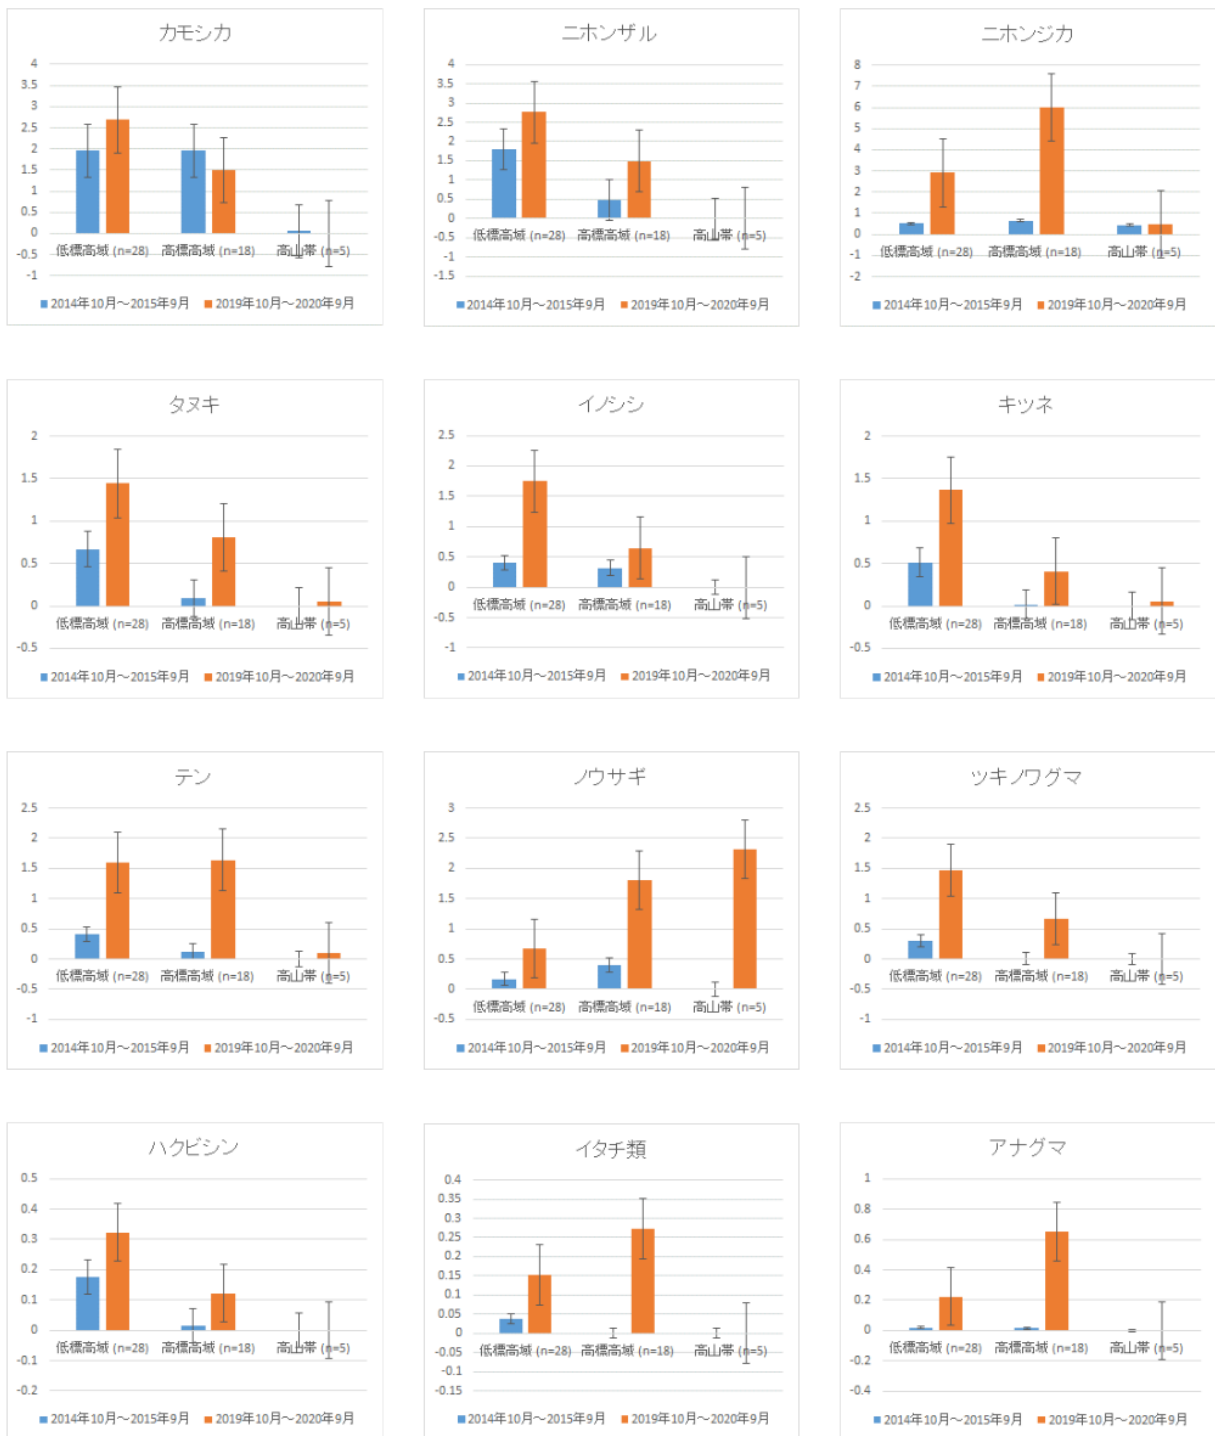 カモシカ
4
3.5
3
2.5
2
1.5
1
0.5
0
-0.5
-1
低標高域 (n=28) 高標高域 (n=18) 高山帯 (n=5)
■ 2014年10月～2015年9月 ■ 2019年10月～2020年9月
ニホンザル
4
3.5
3
2.5
2
1.5
1
0.5
0
-0.5
-1
-1.5
低標高域 (n=28) 高標高域 (n=18) 高山帯 (n=5)
■ 2014年10月～2015年9月 ■ 2019年10月～2020年9月
ニホンジカ
8
7
6
5
4
3
2
1
0
-1
-2
低標高域 (n=28) 高標高域 (n=18) 高山帯 (n=5)
■ 2014年10月～2015年9月 ■ 2019年10月～2020年9月
タヌキ
2
1.5
1
0.5
0
-0.5
低標高域 (n=28) 高標高域 (n=18) 高山帯 (n=5)
■ 2014年10月～2015年9月 ■ 2019年10月～2020年9月
イノシシ
2.5
2
1.5
1
0.5
0
-0.5
-1
低標高域 (n=28) 高標高域 (n=18) 高山帯 (n=5)
■ 2014年10月～2015年9月 ■ 2019年10月～2020年9月
キツネ
2
1.5
1
0.5
0
-0.5
低標高域 (n=28) 高標高域 (n=18) 高山帯 (n=5)
■ 2014年10月～2015年9月 ■ 2019年10月～2020年9月
テン
2.5
2
1.5
1
0.5
0
-0.5
-1
低標高域 (n=28) 高標高域 (n=18) 高山帯 (n=5)
■ 2014年10月～2015年9月 ■ 2019年10月～2020年9月
ノウサギ
3
2.5
2
1.5
1
0.5
0
-0.5
低標高域 (n=28) 高標高域 (n=18) 高山帯 (n=5)
■ 2014年10月～2015年9月 ■ 2019年10月～2020年9月
ツキノワグマ
2.5
2
1.5
1
0.5
0
-0.5
-1
低標高域 (n=28) 高標高域 (n=18) 高山帯 (n=5)
■ 2014年10月～2015年9月 ■ 2019年10月～2020年9月
ハクビシン
0.5
0.4
0.3
0.2
0.1
0
-0.1
-0.2
低標高域 (n=28) 高標高域 (n=18) 高山帯 (n=5)
■ 2014年10月～2015年9月 ■ 2019年10月～2020年9月
イタチ類
0.4
0.35
0.3
0.25
0.2
0.15
0.1
0.05
0
-0.05
-0.1
-0.15
低標高域 (n=28) 高標高域 (n=18) 高山帯 (n=5)
■ 2014年10月～2015年9月 ■ 2019年10月～2020年9月
アナグマ
1
0.8
0.6
0.4
0.2
0
-0.2
-0.4
低標高域 (n=28) 高標高域 (n=18) 高山帯 (n=5)
■ 2014年10月～2015年9月 ■ 2019年10月～2020年9月